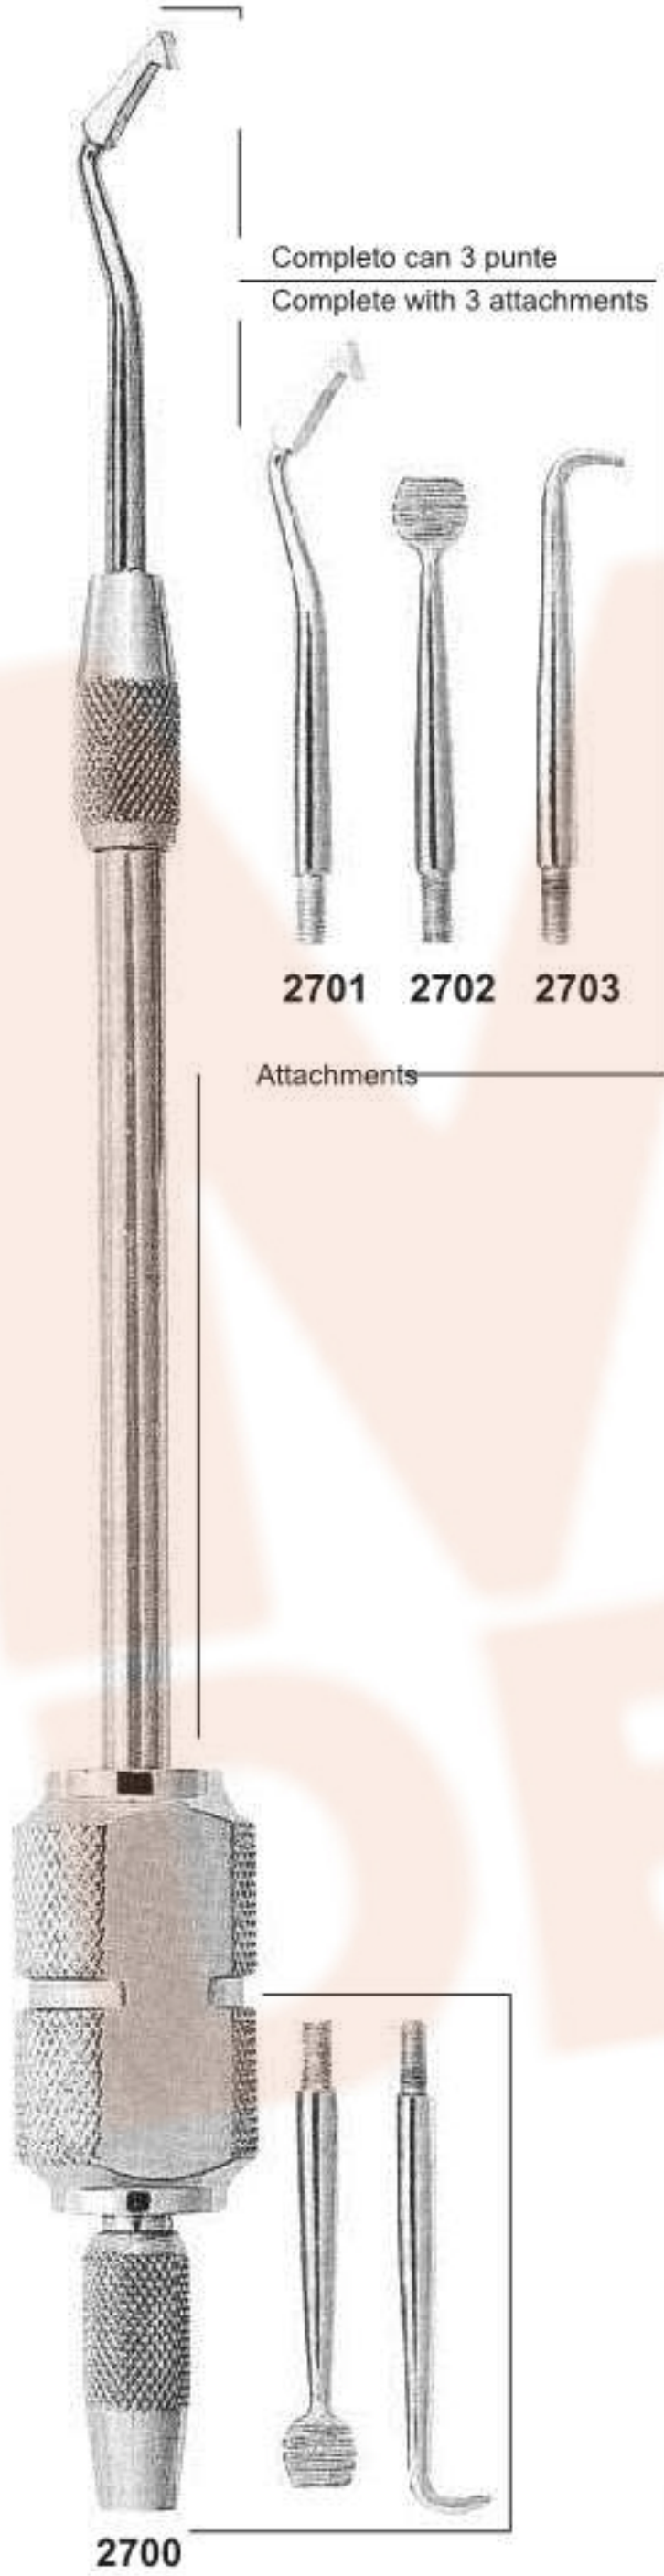 Completo can 3 punte
Complete with 3 attachments
2701 2702 2703
Attachments
2700